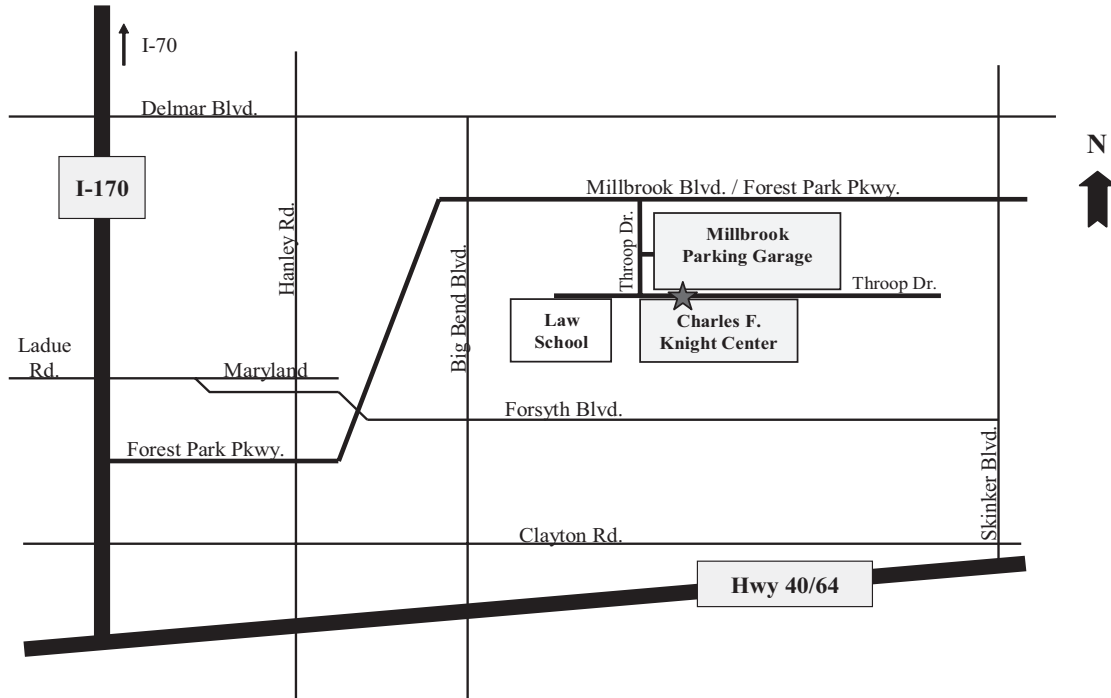 I-70
Delmar Blvd.
N
I-170
Millbrook Blvd. / Forest Park Pkwy.
Hanley Rd.
Throop Dr.
Millbrook
Parking Garage
Big Bend Blvd.
Throop Dr.
Law
School
Charles F.
Knight Center
Ladue
Rd.
Maryland
Forsyth Blvd.
Forest Park Pkwy.
Skinker Blvd.
Clayton Rd.
Hwy 40/64